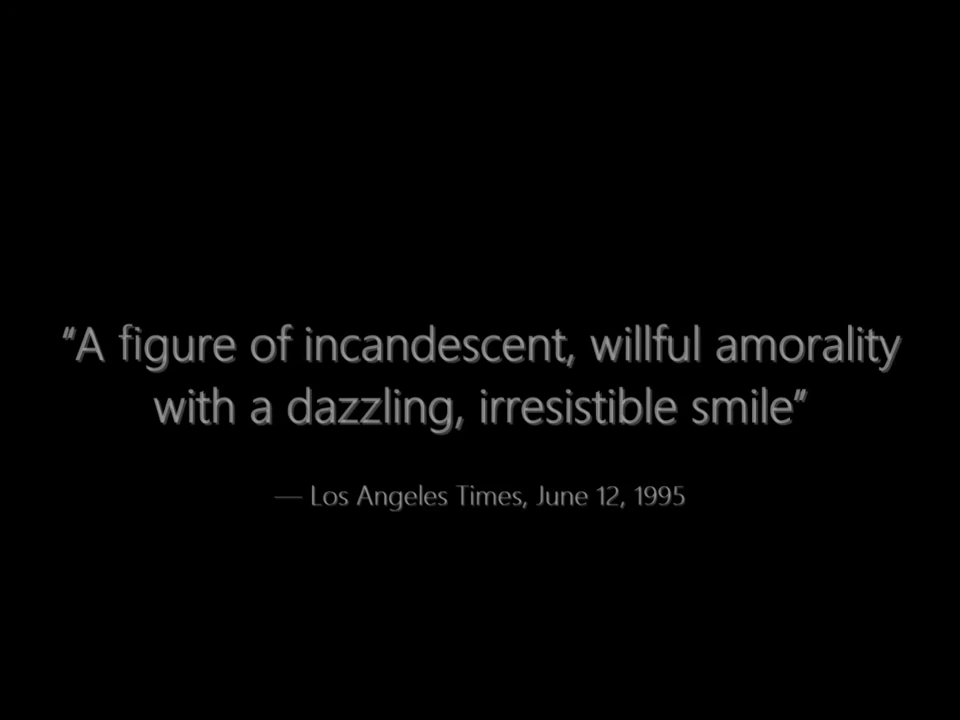 “A figure of incandescent, willful amorality
with a dazzling, irresistible smile”
— Los Angeles Times, June 12, 1995